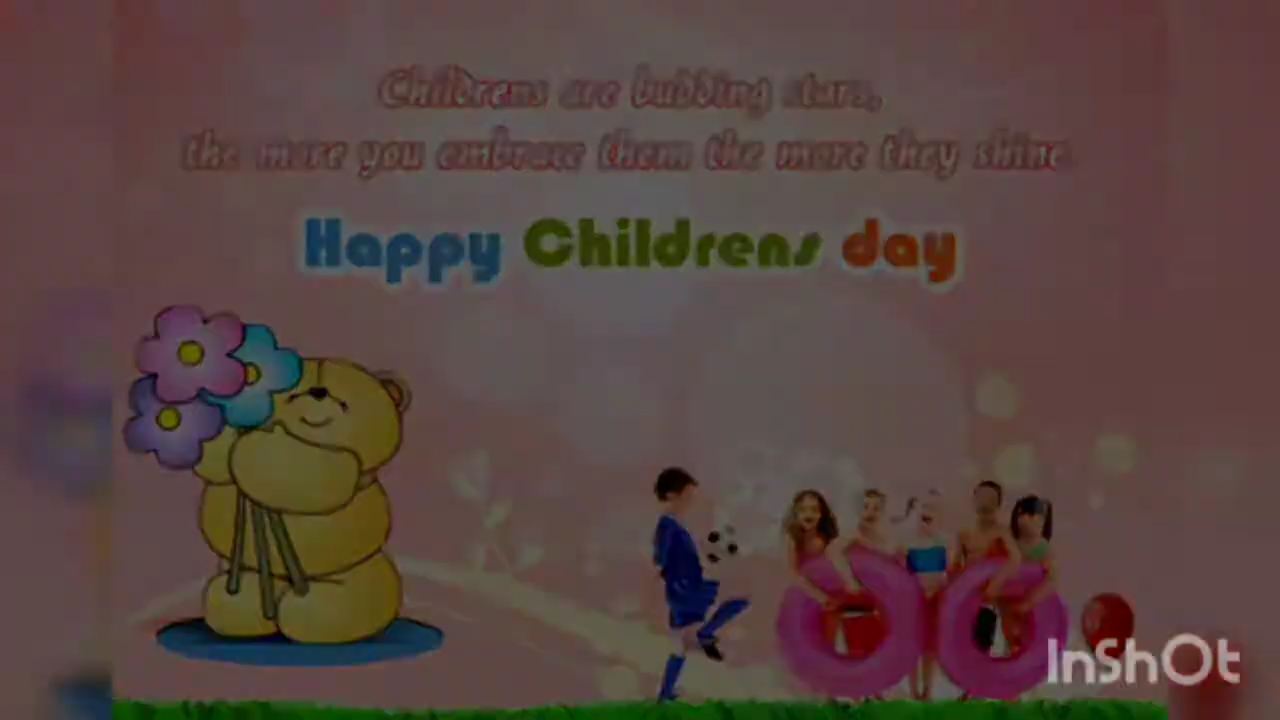 Childrens are budding stars,
the more you embrace them the more they shine.
Happy Childrens day
InShOt